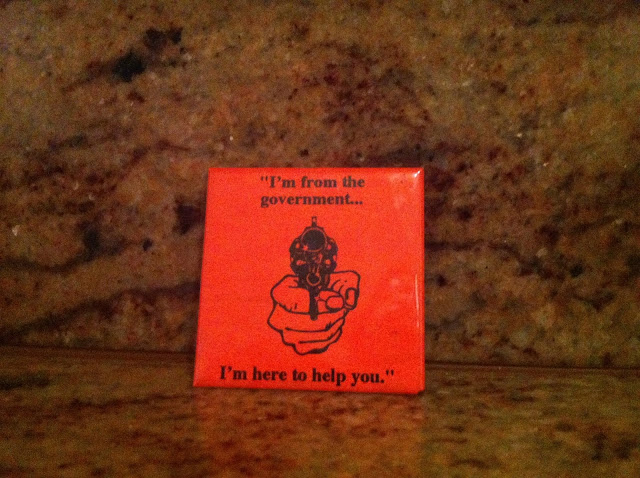 "I'm from the
government...
I'm here to help you."